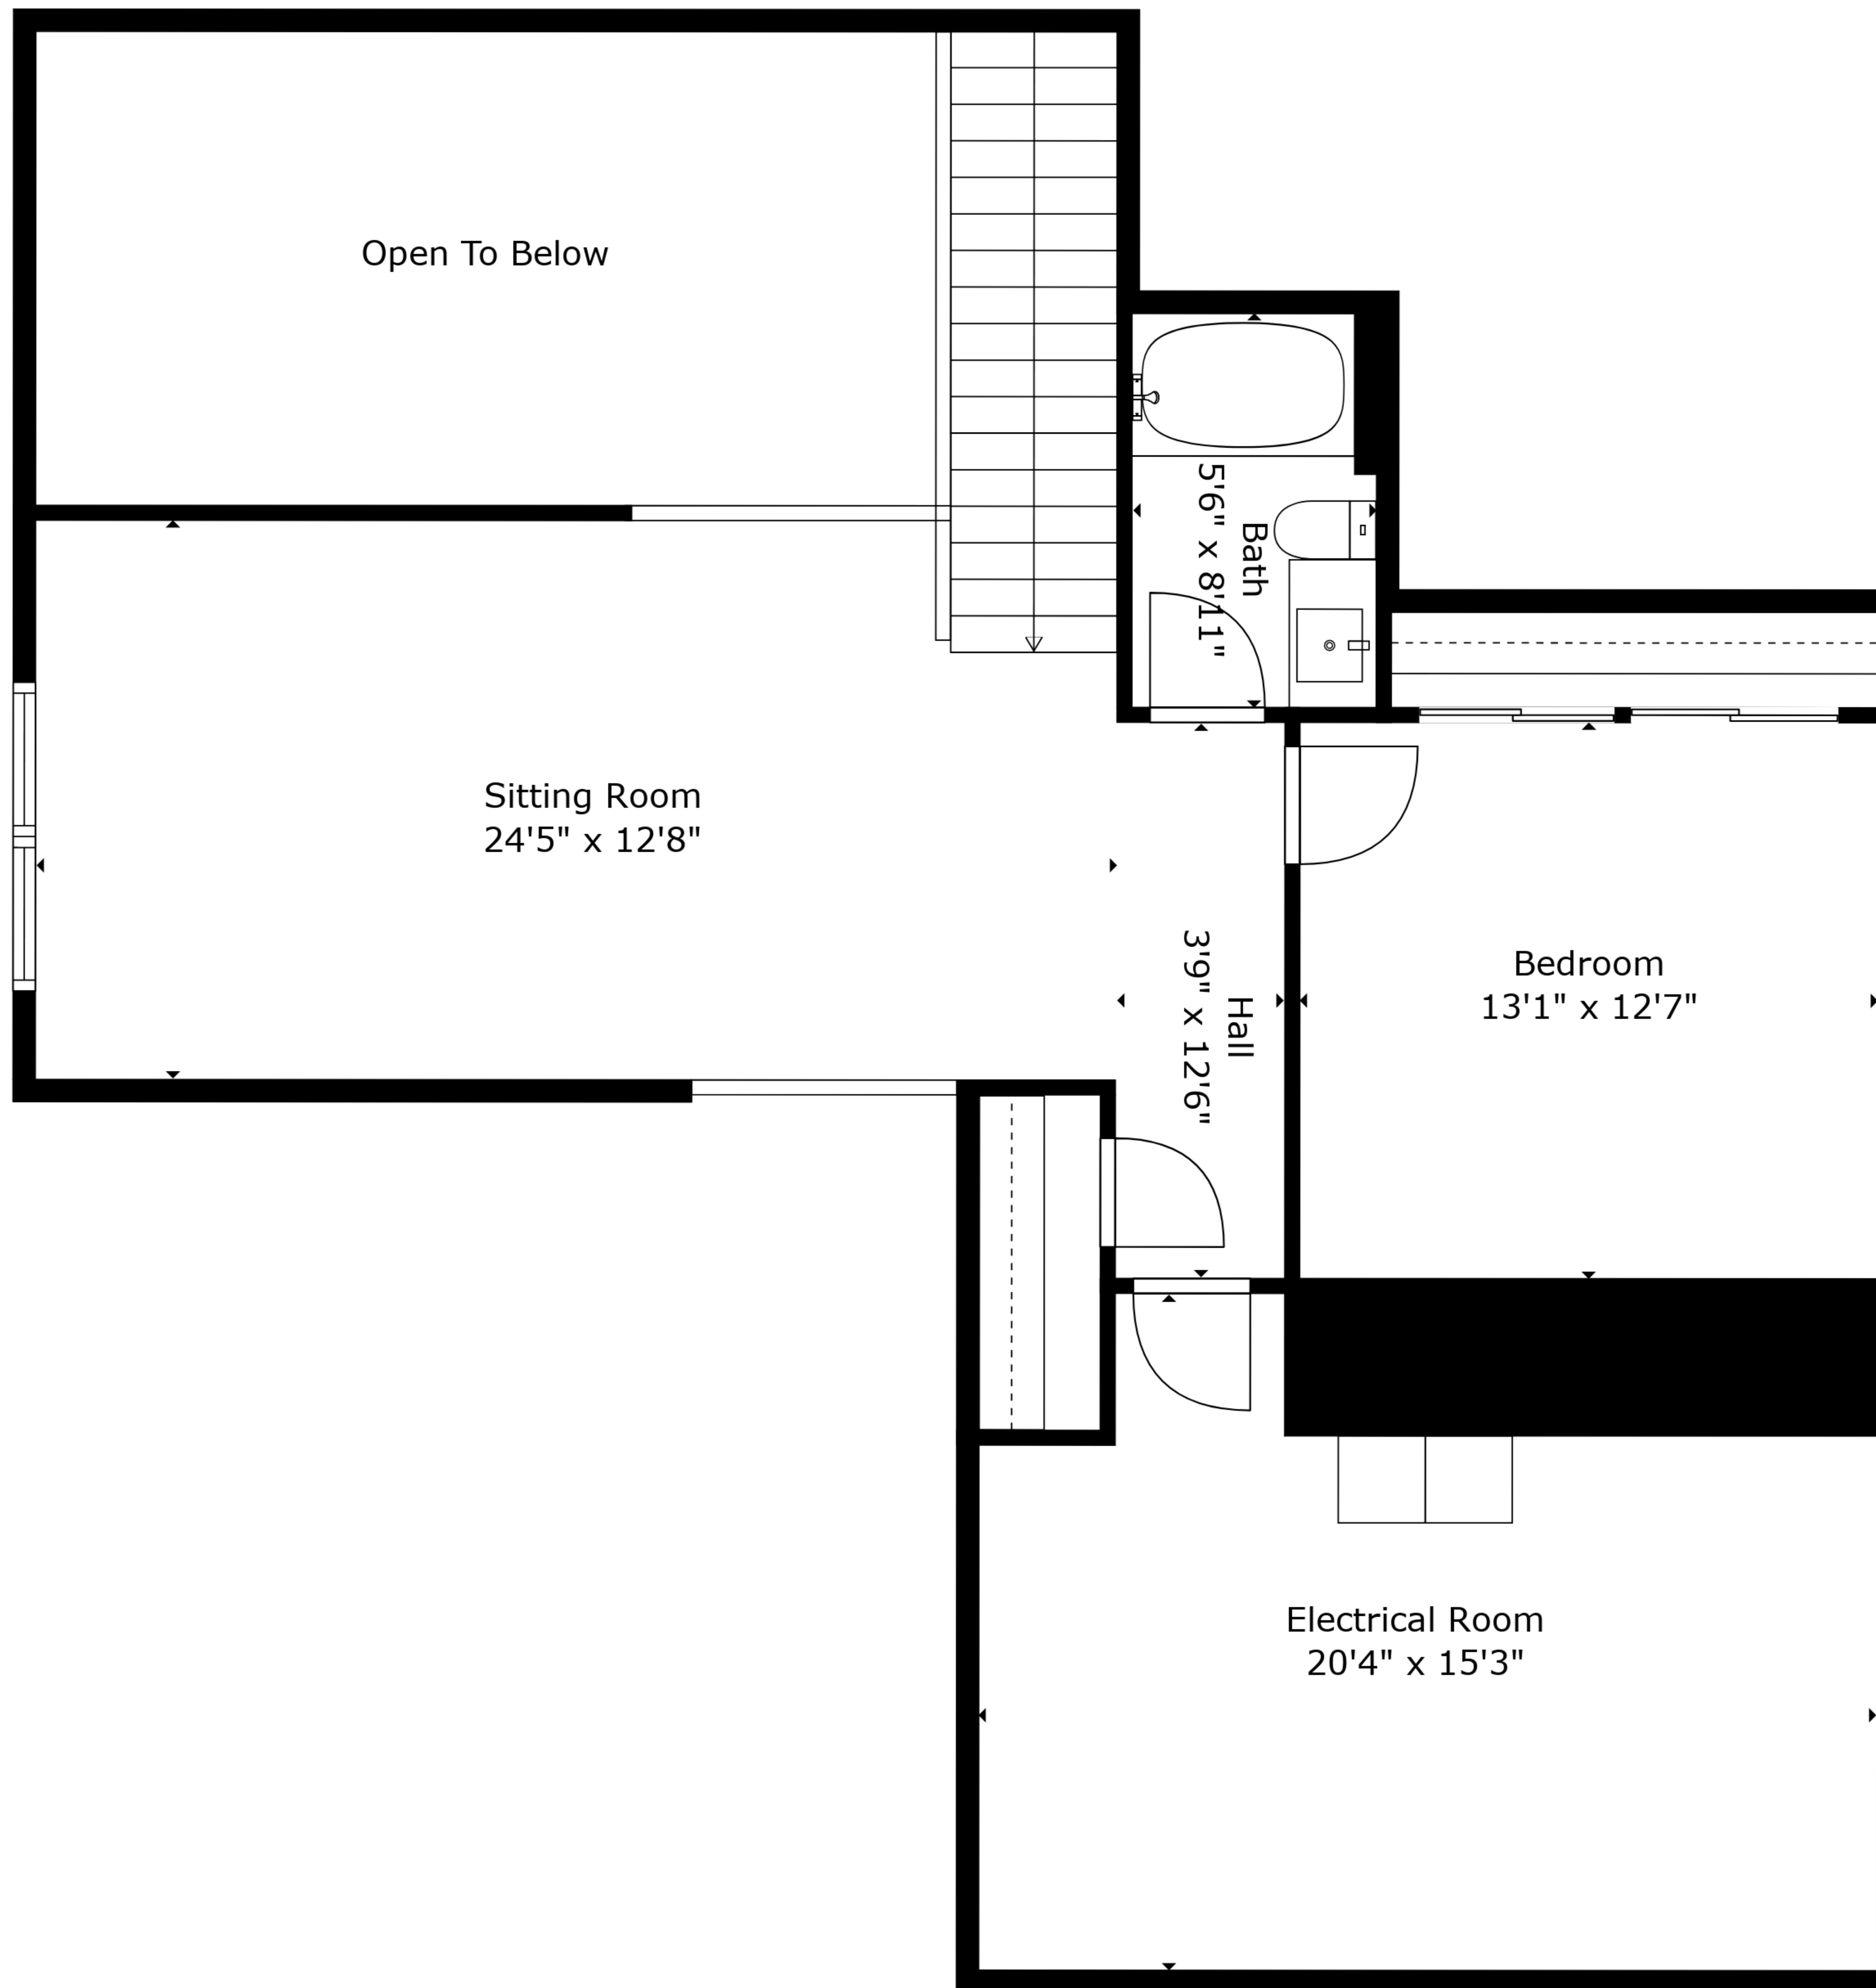 Open To Below
Bath
5'6" x 8'11"
Sitting Room
24'5" x 12'8"
Hall
3'9" x 12'6"
Bedroom
13'1" x 12'7"
Electrical Room
20'4" x 15'3"